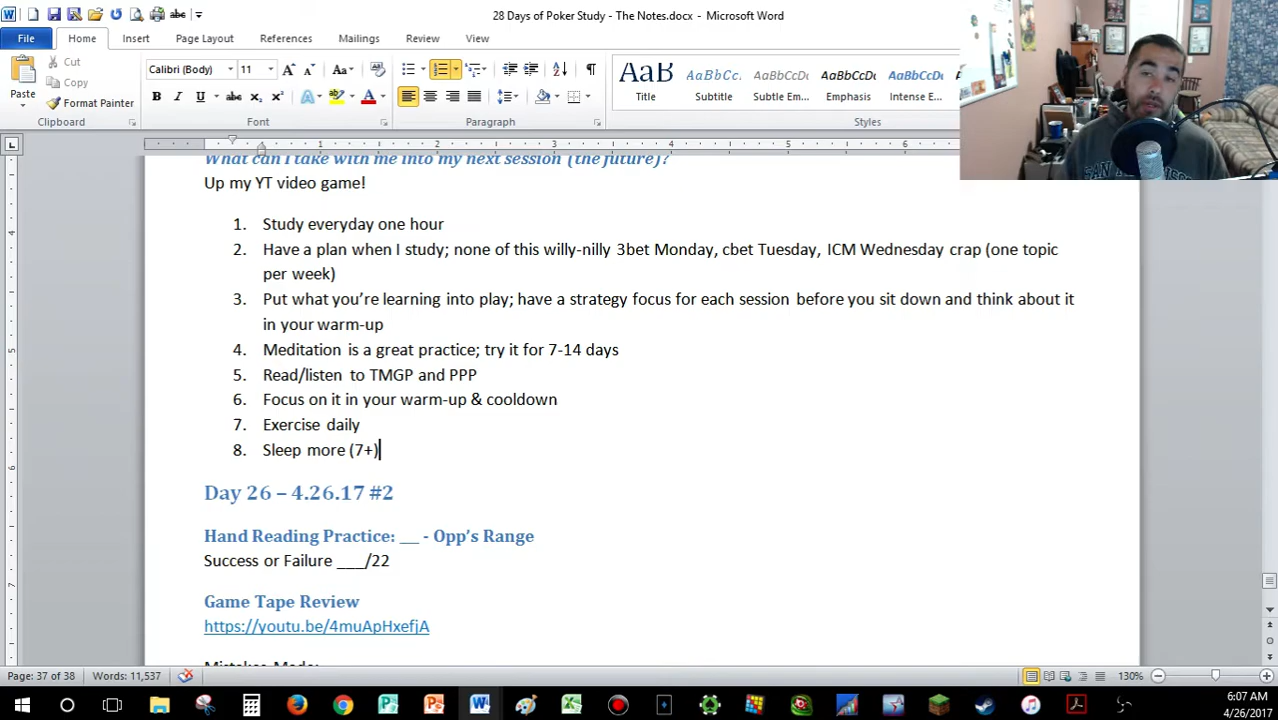 28 Days of Poker Study - The Notes.docx - Microsoft Word
File Home Insert Page Layout References Mailings Review View
Paste
Cut
Copy
Format Painter
Clipboard
Calibri (Body) 11
Font
Paragraph
AaB AaBbCcL AaBbCcDc AaBbCcDc AaBbCcDc
Title Subtitle Subtle Em... Emphasis Intense E...
Styles
What can I take with me into my next session (the future)?
Up my YT video game!
1. Study everyday one hour
2. Have a plan when I study; none of this willy-nilly 3bet Monday, cbet Tuesday, ICM Wednesday crap (one topic
per week)
3. Put what you’re learning into play; have a strategy focus for each session before you sit down and think about it
in your warm-up
4. Meditation is a great practice; try it for 7-14 days
5. Read/listen to TMGP and PPP
6. Focus on it in your warm-up & cooldown
7. Exercise daily
8. Sleep more (7+)
Day 26 – 4.26.17 #2
Hand Reading Practice: __ - Opp’s Range
Success or Failure ___/22
Game Tape Review
https://youtu.be/4muApHxefjA
Mistakes Made:
Page: 37 of 38 Words: 11,537
130%
6:07 AM
4/26/2017